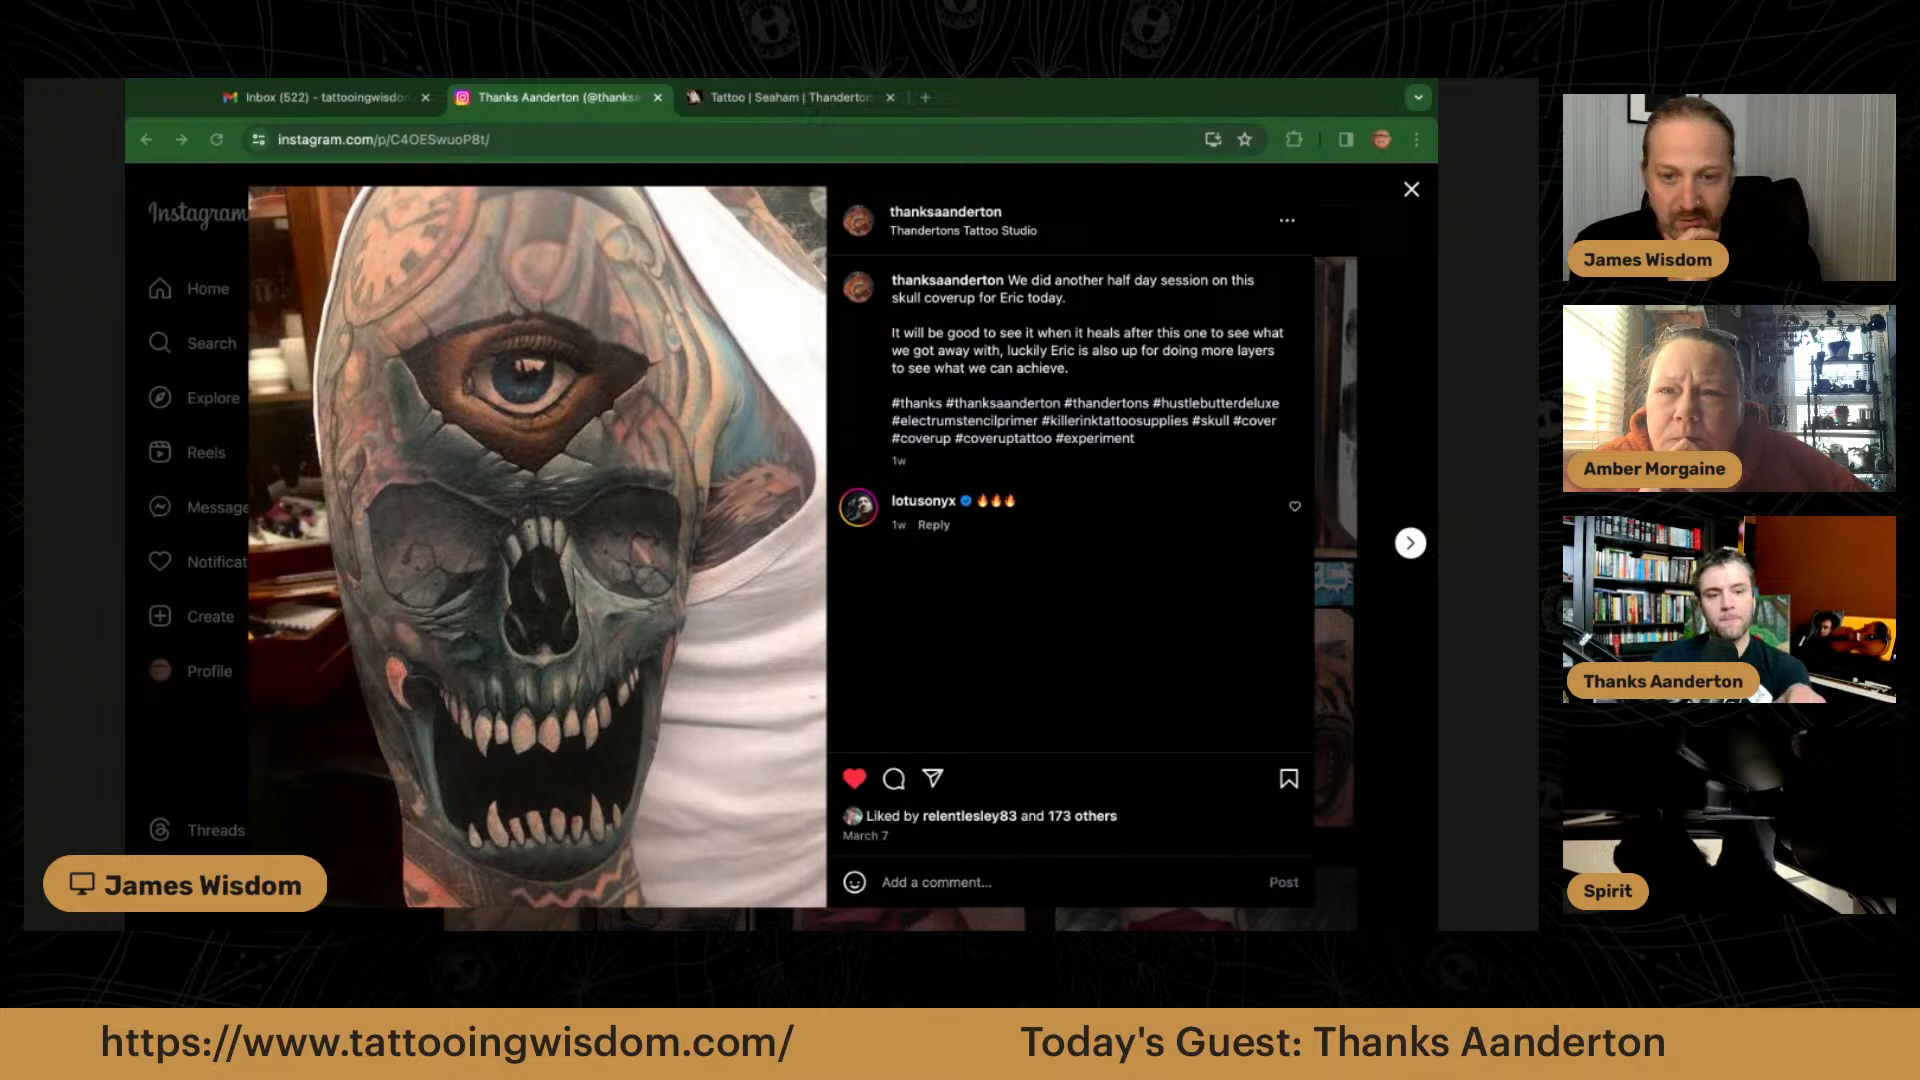 Inbox (522) - tattooingwisdo
Thanks Aanderton (@thanks
Tattoo | Seaham | Thanderton
instagram.com/p/C4OESwuoP8t/
Instagram
Home
Search
Explore
Reels
Message
Notificat
Create
Profile
Threads
thanksaanderton
Thandertons Tattoo Studio
thanksaanderton We did another half day session on this
skull coverup for Eric today.
It will be good to see it when it heals after this one to see what
we got away with, luckily Eric is also up for doing more layers
to see what we can achieve.
#thanks #thanksaanderton #thandertons #hustlebutterdeluxe
#electrumstencilprimer #killerinktattoosupplies #skull #cover
#coverup #coveruptattoo #experiment
1w
lotusonyx 🔥🔥🔥
1w Reply
Liked by relentlesley83 and 173 others
March 7
Add a comment... Post
James Wisdom
James Wisdom
Amber Morgaine
Thanks Aanderton
Spirit
https://www.tattooingwisdom.com/
Today's Guest: Thanks Aanderton